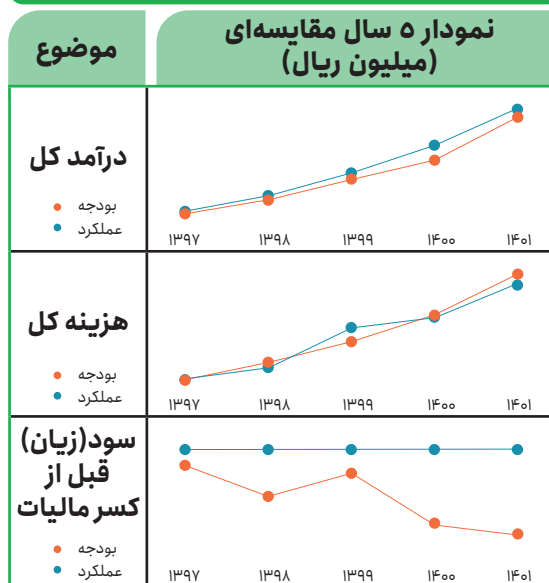 موضوع
نمودار ۵ سال مقایسه‌ای
(میلیون ریال)
درآمد کل
بودجه
عملکرد
۱۳۹۷ ۱۳۹۸ ۱۳۹۹ ۱۴۰۰ ۱۴۰۱
هزینه کل
بودجه
عملکرد
۱۳۹۷ ۱۳۹۸ ۱۳۹۹ ۱۴۰۰ ۱۴۰۱
سود(زیان)
قبل از
کسر مالیات
بودجه
عملکرد
۱۳۹۷ ۱۳۹۸ ۱۳۹۹ ۱۴۰۰ ۱۴۰۱